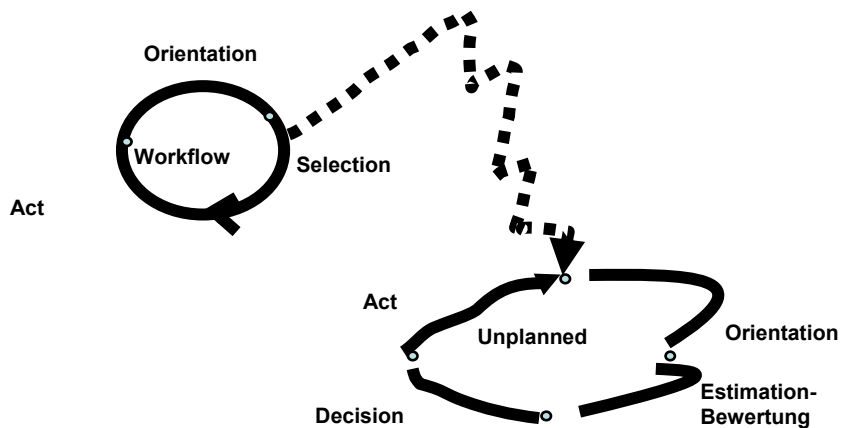 Orientation
Workflow
Selection
Act
Act
Unplanned
Orientation
Estimation-
Bewertung
Decision